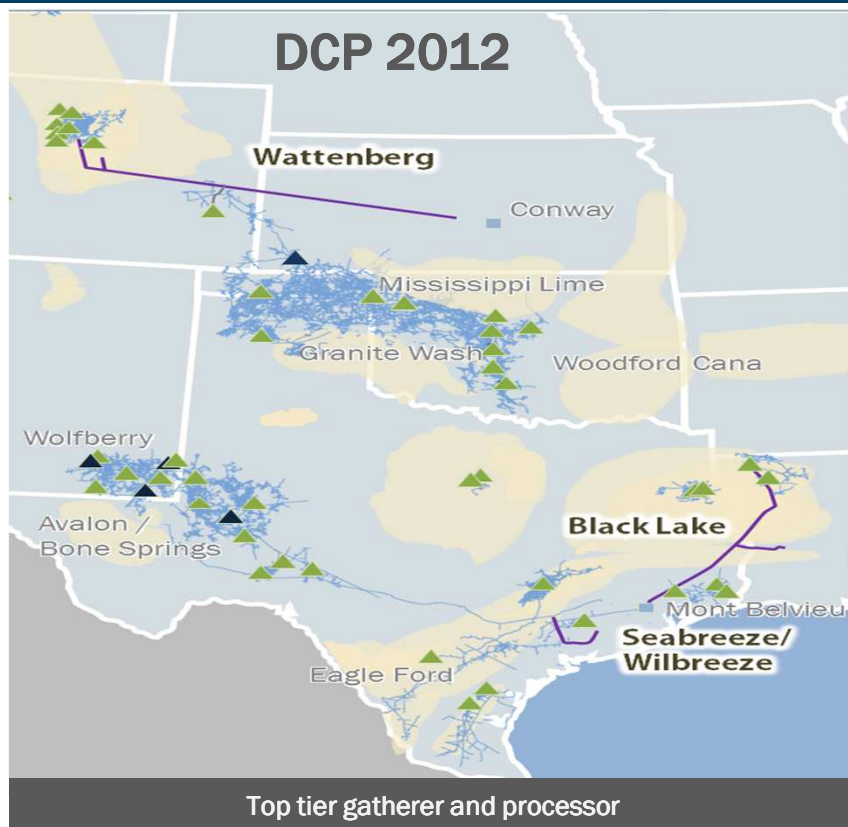 DCP 2012
Wattenberg
Conway
Mississippi Lime
Granite Wash
Woodford Cana
Wolfberry
Avalon /
Bone Springs
Black Lake
Mont Belvieu
Seabreeze/
Wilbreeze
Eagle Ford
Top tier gatherer and processor